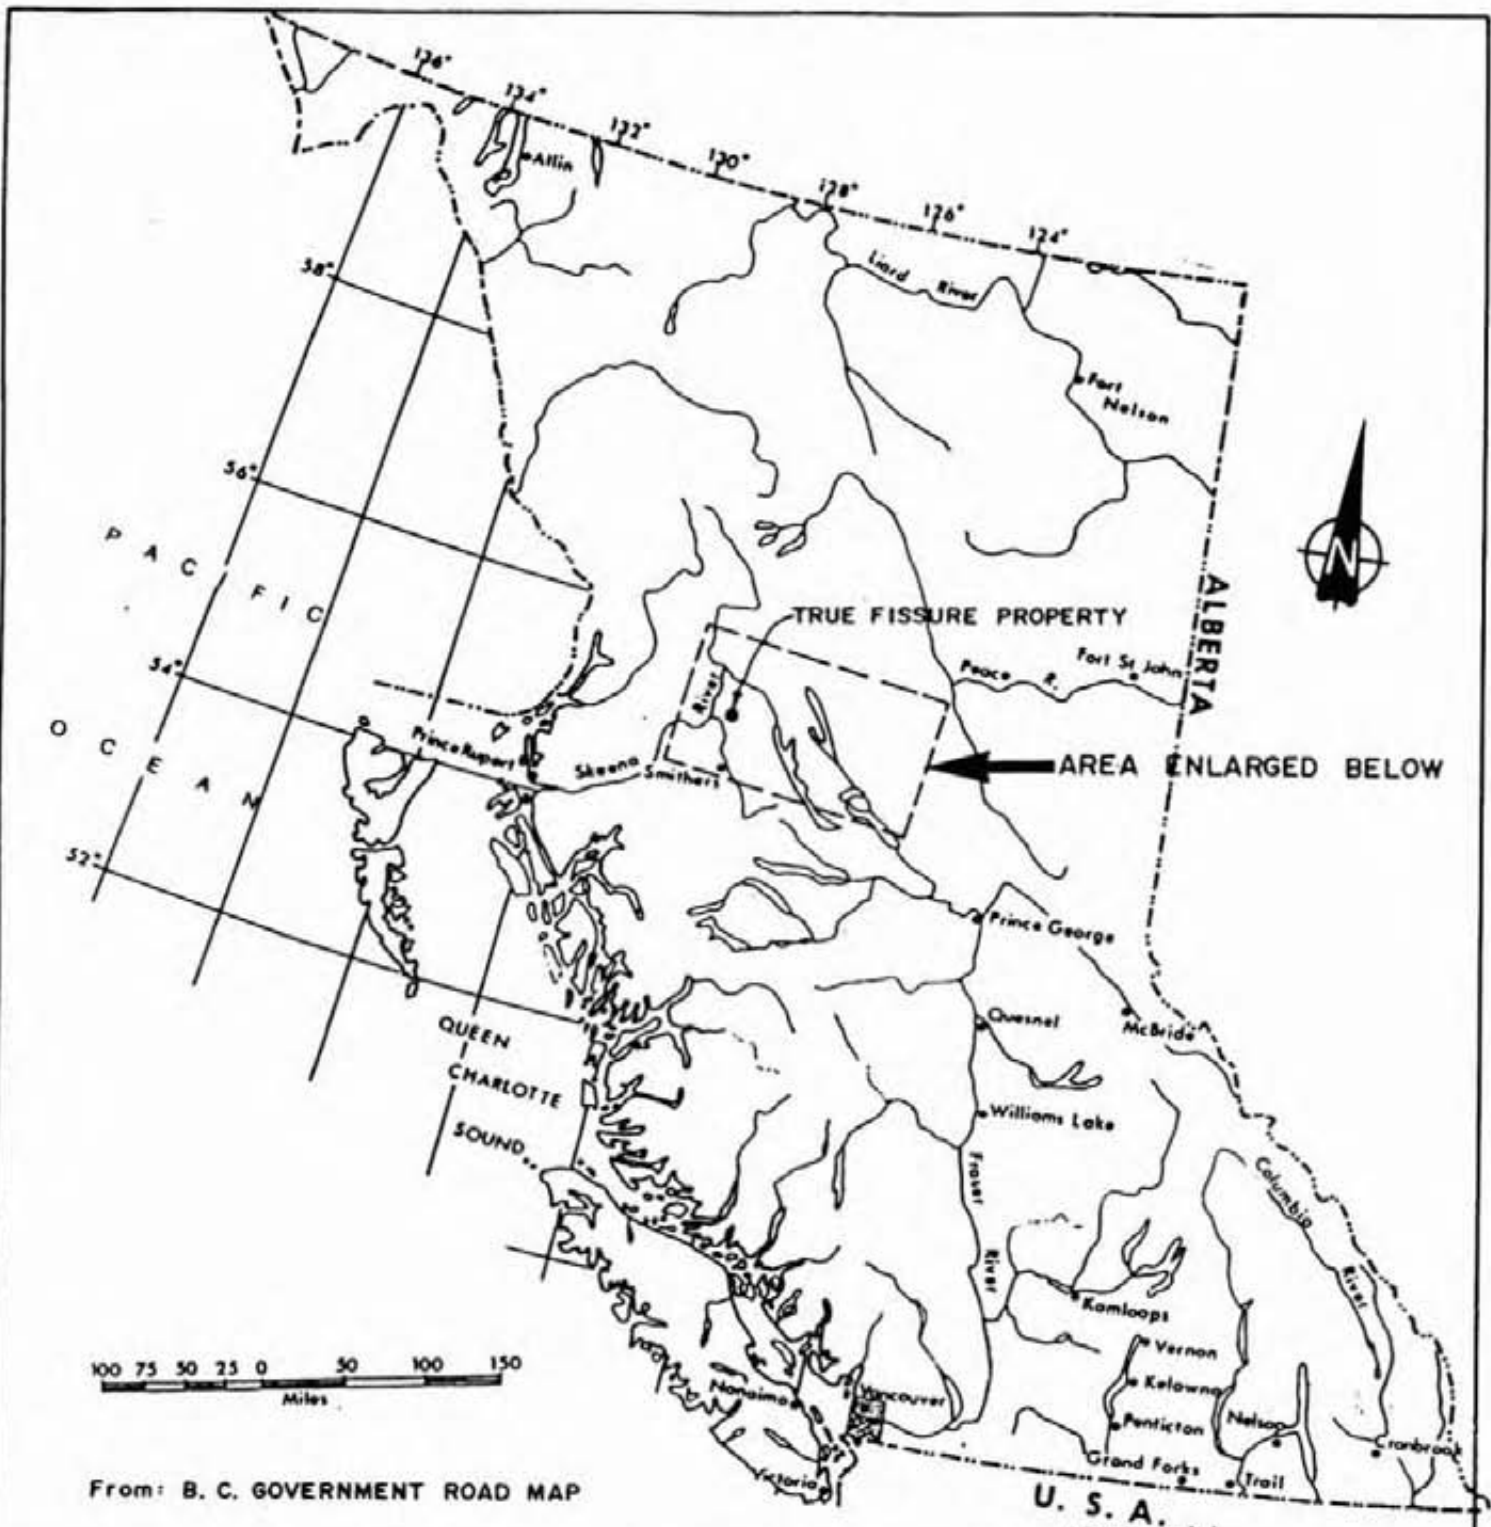 136°
134°
132°
130°
128°
126°
124°
Atlin
58°
Liard River
Fort
Nelson
56°
PACIFIC
OCEAN
N
ALBERTA
TRUE FISSURE PROPERTY
54°
Peace R.
Fort St. John
River
Prince Rupert
Skeena
Smithers
AREA ENLARGED BELOW
52°
Prince George
QUEEN
CHARLOTTE
SOUND
Quesnel
McBride
Williams Lake
Fraser
River
Columbia
River
Kamloops
Vernon
Kelowna
Penticton
Nelson
Cranbrook
Grand Forks
Trail
Nanaimo
Vancouver
Victoria
100 75 50 25 0 50 100 150
Miles
From: B. C. GOVERNMENT ROAD MAP
U. S. A.